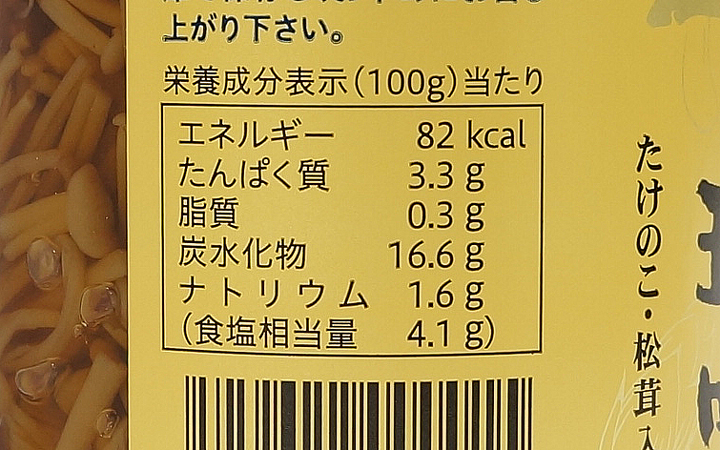 上がり下さい。
栄養成分表示(100g)当たり
エネルギー 82 kcal
たんぱく質 3.3 g
脂質 0.3 g
炭水化物 16.6 g
ナトリウム 1.6 g
(食塩相当量 4.1 g)
たけのこ・松茸入